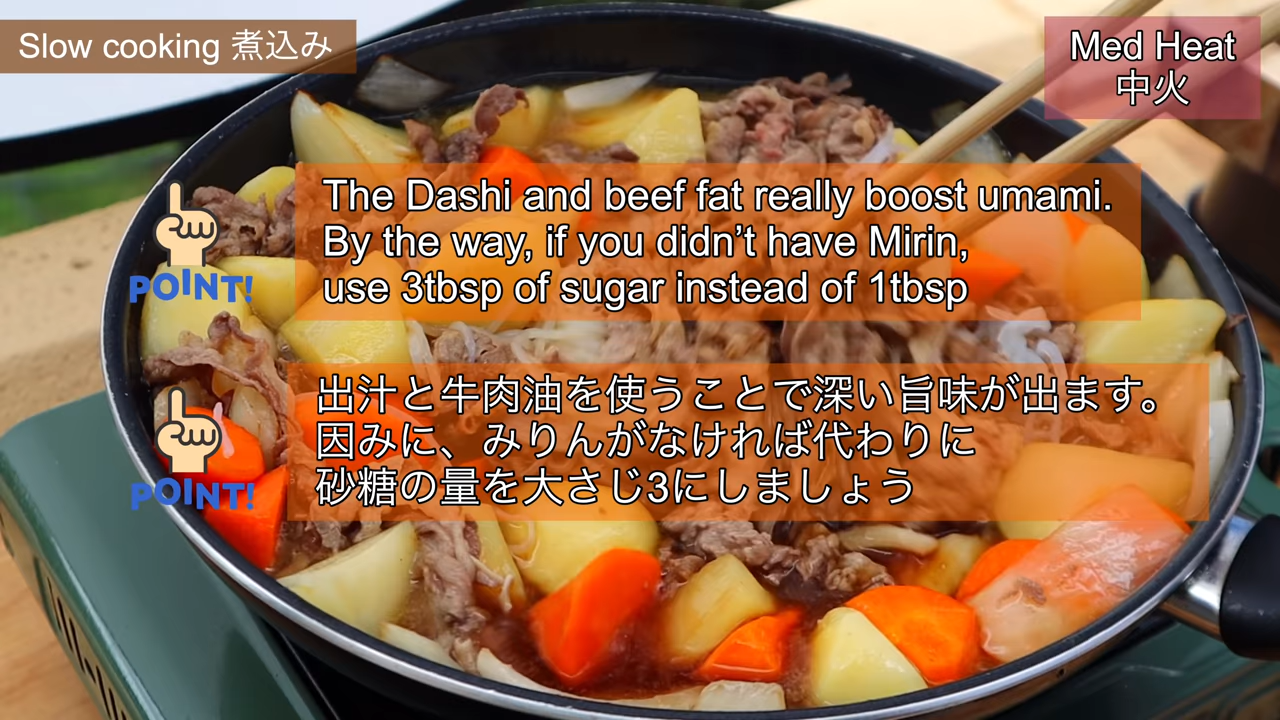 Slow cooking 煮込み
Med Heat
中火
The Dashi and beef fat really boost umami.
By the way, if you didn’t have Mirin,
use 3tbsp of sugar instead of 1tbsp
POINT!
出汁と牛肉油を使うことで深い旨味が出ます。
因みに、みりんがなければ代わりに
砂糖の量を大さじ3にしましょう
POINT!